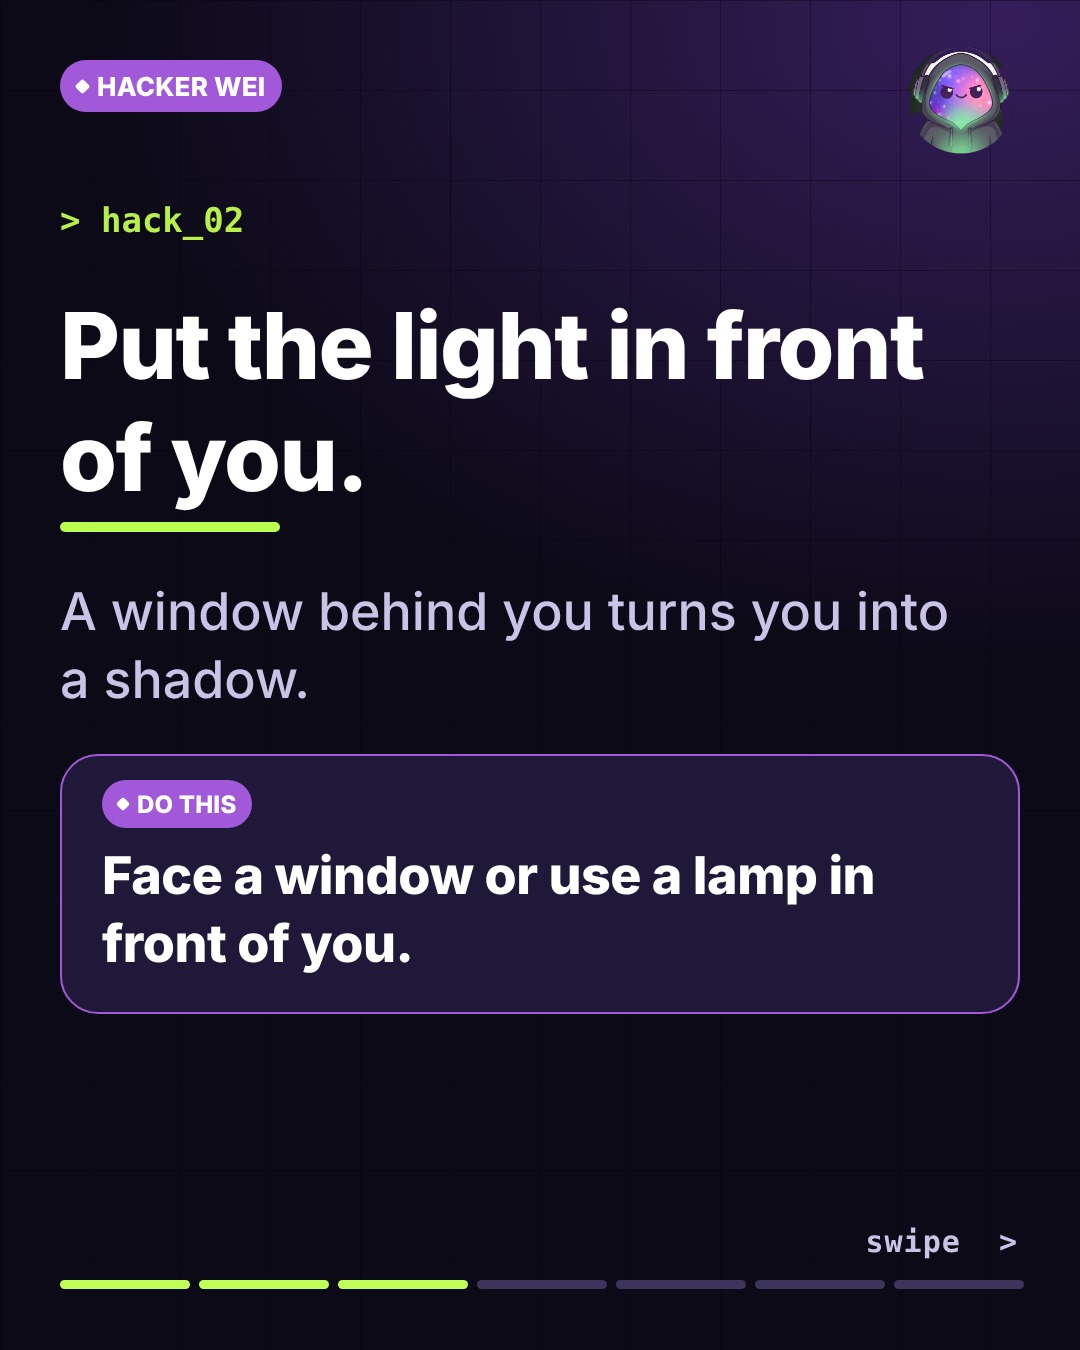 HACKER WEI
> hack_02
Put the light in front
of you.
A window behind you turns you into
a shadow.
DO THIS
Face a window or use a lamp in
front of you.
swipe >